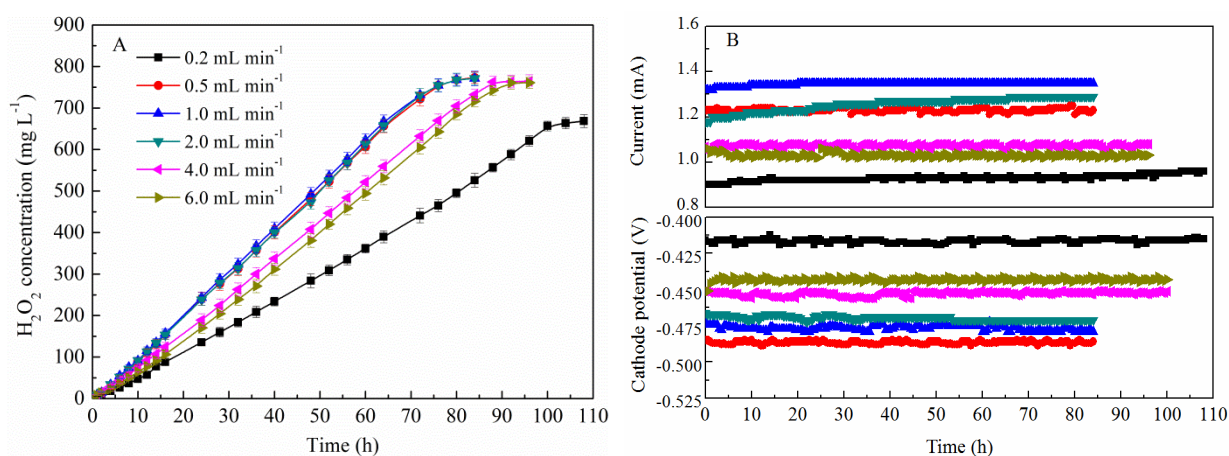 A
H₂O₂ concentration (mg L⁻¹)
900
800
700
600
500
400
300
200
100
0
0.2 mL min⁻¹
0.5 mL min⁻¹
1.0 mL min⁻¹
2.0 mL min⁻¹
4.0 mL min⁻¹
6.0 mL min⁻¹
0 10 20 30 40 50 60 70 80 90 100 110
Time (h)
B
Current (mA)
1.6
1.4
1.2
1.0
0.8
Cathode potential (V)
-0.400
-0.425
-0.450
-0.475
-0.500
-0.525
0 10 20 30 40 50 60 70 80 90 100 110
Time (h)